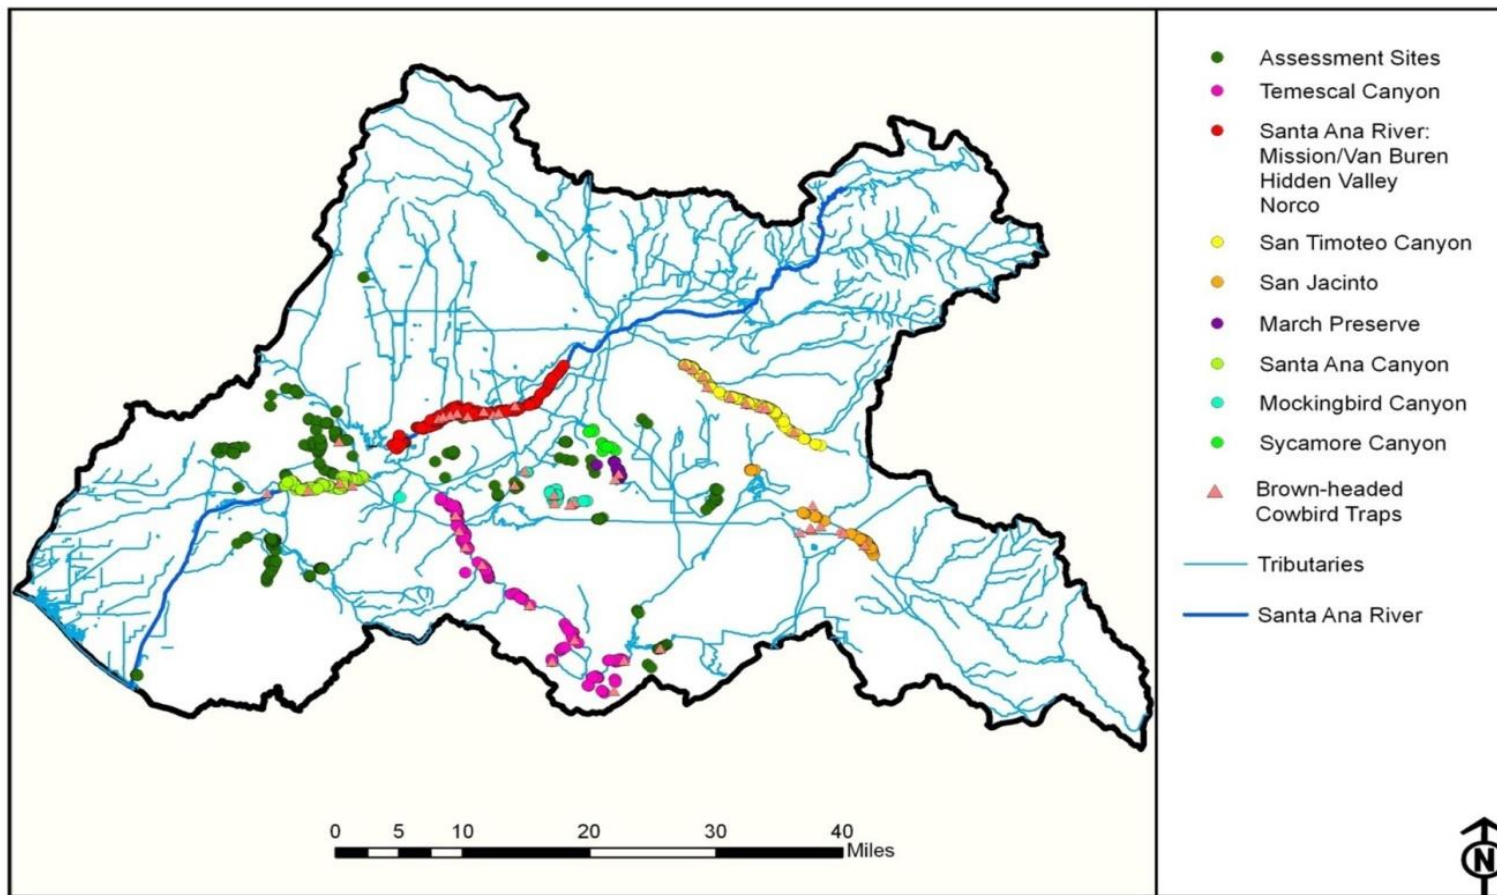 Assessment Sites
Temescal Canyon
Santa Ana River:
Mission/Van Buren
Hidden Valley
Norco
San Timoteo Canyon
San Jacinto
March Preserve
Santa Ana Canyon
Mockingbird Canyon
Sycamore Canyon
Brown-headed
Cowbird Traps
Tributaries
Santa Ana River
0 5 10 20 30 40
Miles
N